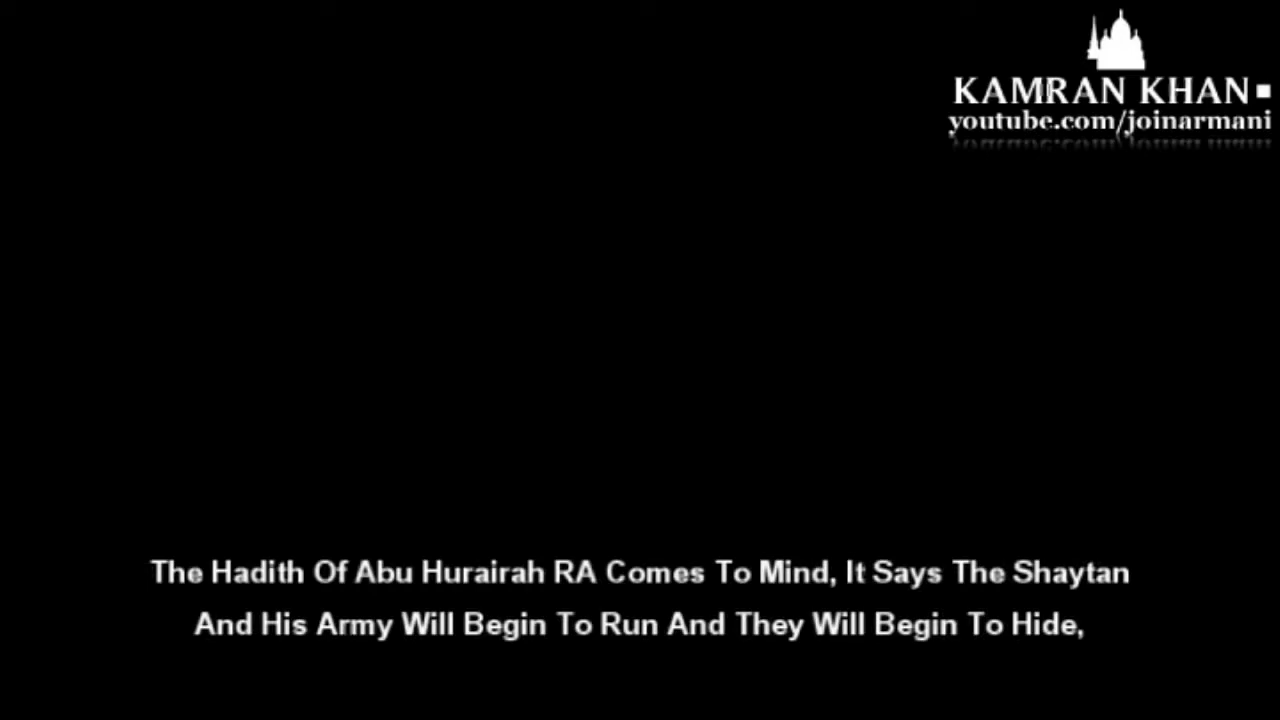 KAMRAN KHAN
youtube.com/joinarmani
The Hadith Of Abu Hurairah RA Comes To Mind, It Says The Shaytan
And His Army Will Begin To Run And They Will Begin To Hide,